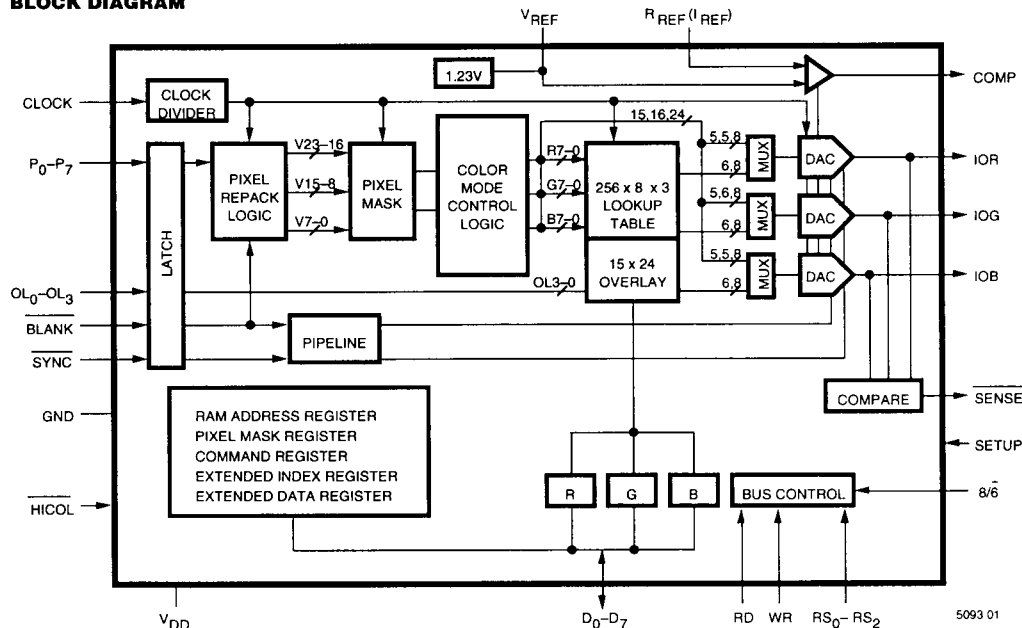 BLOCK DIAGRAM
V REF
R REF (I REF)
1.23V
COMP
CLOCK
CLOCK DIVIDER
15,16,24
P0–P7
LATCH
PIXEL REPACK LOGIC
V23–16
V15–8
V7–0
PIXEL MASK
COLOR MODE CONTROL LOGIC
R7–0
G7–0
B7–0
256 x 8 x 3 LOOKUP TABLE
15 x 24 OVERLAY
5,5,8
6,8
MUX
DAC
IOR
5,6,8
6,8
MUX
DAC
IOG
5,5,8
6,8
MUX
DAC
IOB
OL0–OL3
OL3–0
BLANK
PIPELINE
SYNC
COMPARE
SENSE
GND
SETUP
RAM ADDRESS REGISTER
PIXEL MASK REGISTER
COMMAND REGISTER
EXTENDED INDEX REGISTER
EXTENDED DATA REGISTER
HICOL
R
G
B
BUS CONTROL
8/6
VDD
D0–D7
RD
WR
RS0– RS2
5093 01